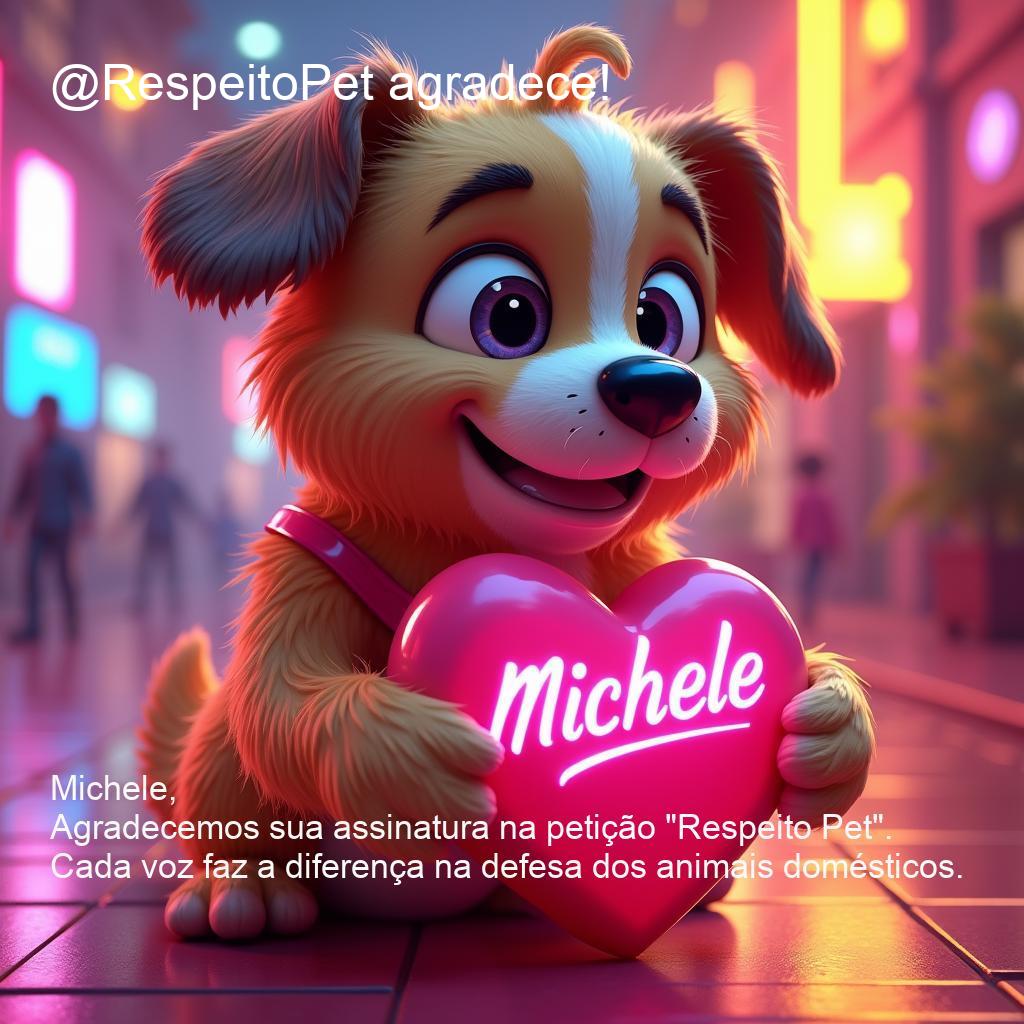 @RespeitoPet agradece!
Michele
Michele,
Agradecemos sua assinatura na petição "Respeito Pet".
Cada voz faz a diferença na defesa dos animais domésticos.